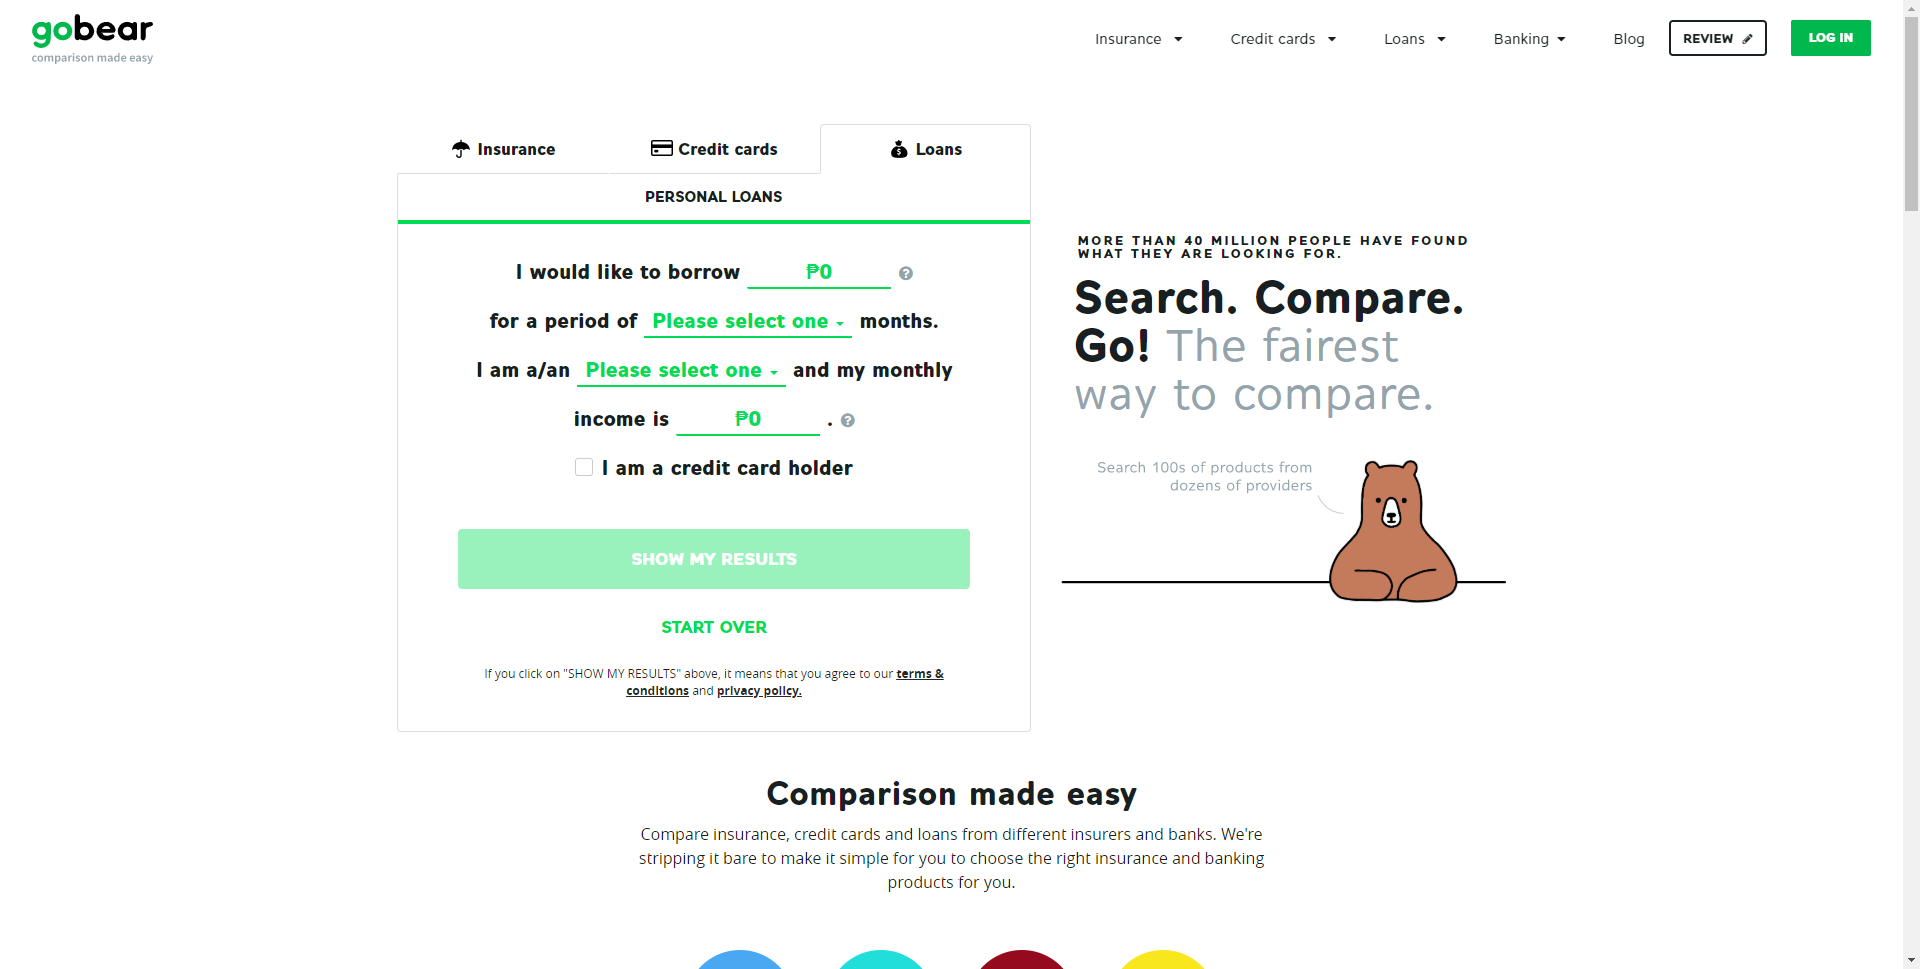 gobear
comparison made easy
Insurance
Credit cards
Loans
Banking
Blog
REVIEW
LOG IN
Insurance
Credit cards
Loans
PERSONAL LOANS
I would like to borrow ₱0 ?
for a period of Please select one months.
I am a/an Please select one and my monthly
income is ₱0 . ?
I am a credit card holder
SHOW MY RESULTS
START OVER
If you click on "SHOW MY RESULTS" above, it means that you agree to our terms &
conditions and privacy policy.
MORE THAN 40 MILLION PEOPLE HAVE FOUND
WHAT THEY ARE LOOKING FOR.
Search. Compare.
Go! The fairest
way to compare.
Search 100s of products from
dozens of providers
Comparison made easy
Compare insurance, credit cards and loans from different insurers and banks. We're
stripping it bare to make it simple for you to choose the right insurance and banking
products for you.